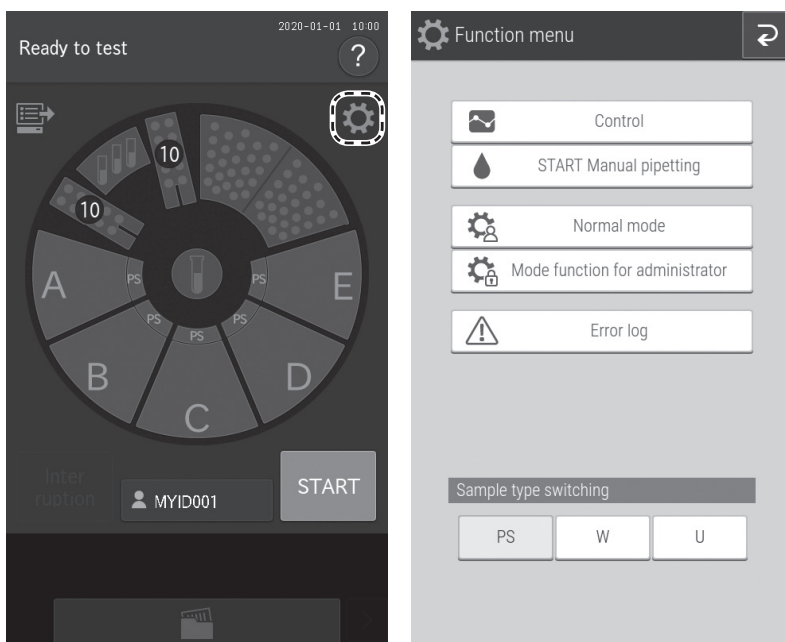 2020-01-01 10:00
Ready to test
?
10
10
A
E
PS
PS
PS
PS
PS
B
D
C
Inter
ruption
MYID001
START
Function menu
Control
START Manual pipetting
Normal mode
Mode function for administrator
Error log
Sample type switching
PS
W
U